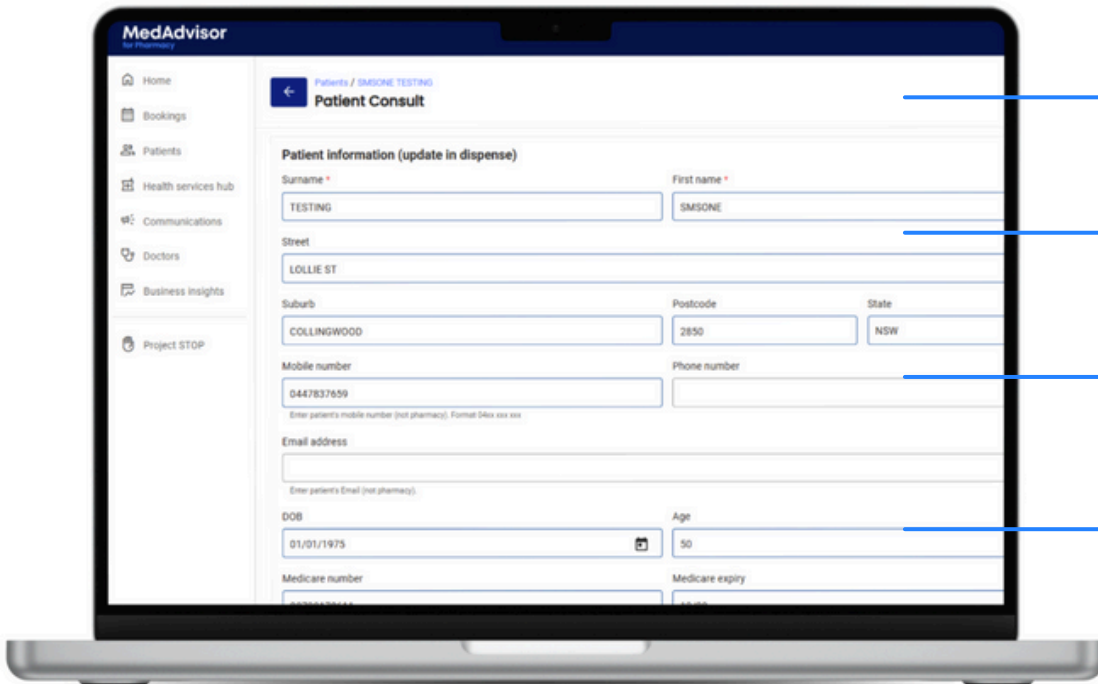 MedAdvisor
for Pharmacy
Home
Bookings
Patients
Health services hub
Communications
Doctors
Business insights
Project STOP
Patients / SMSONE TESTING
Patient Consult
Patient information (update in dispense)
Surname * First name *
TESTING SMSONE
Street
LOLLIE ST
Suburb Postcode State
COLLINGWOOD 2850 NSW
Mobile number Phone number
0447837659
Enter patient's mobile number (not pharmacy). Format 04xx xxx xxx
Email address
Enter patient's Email (not pharmacy).
DOB Age
01/01/1975 50
Medicare number Medicare expiry